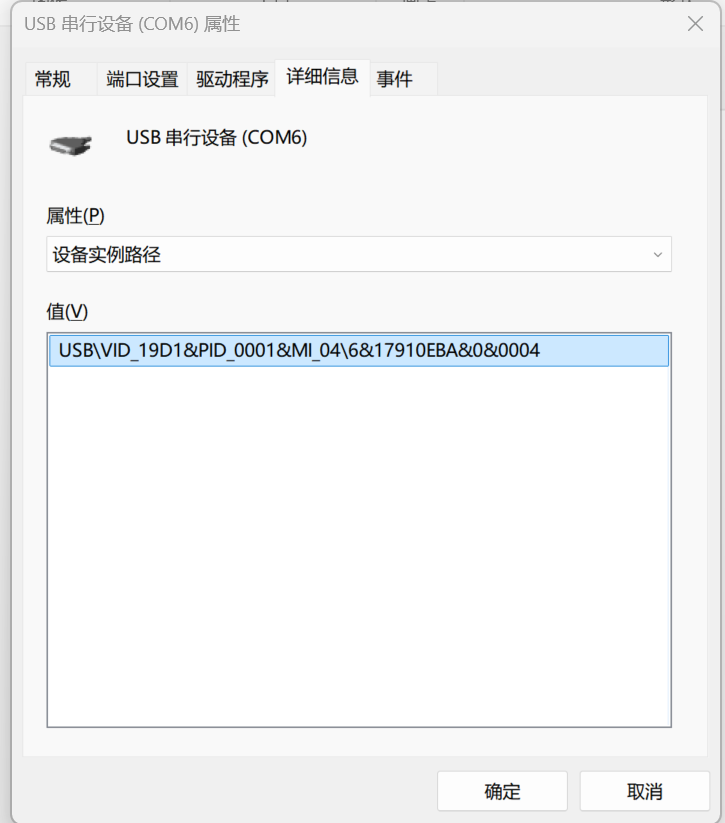 USB 串行设备 (COM6) 属性
常规 端口设置 驱动程序 详细信息 事件
USB 串行设备 (COM6)
属性(P)
设备实例路径
值(V)
USB\VID_19D1&PID_0001&MI_04\6&17910EBA&0&0004
确定 取消